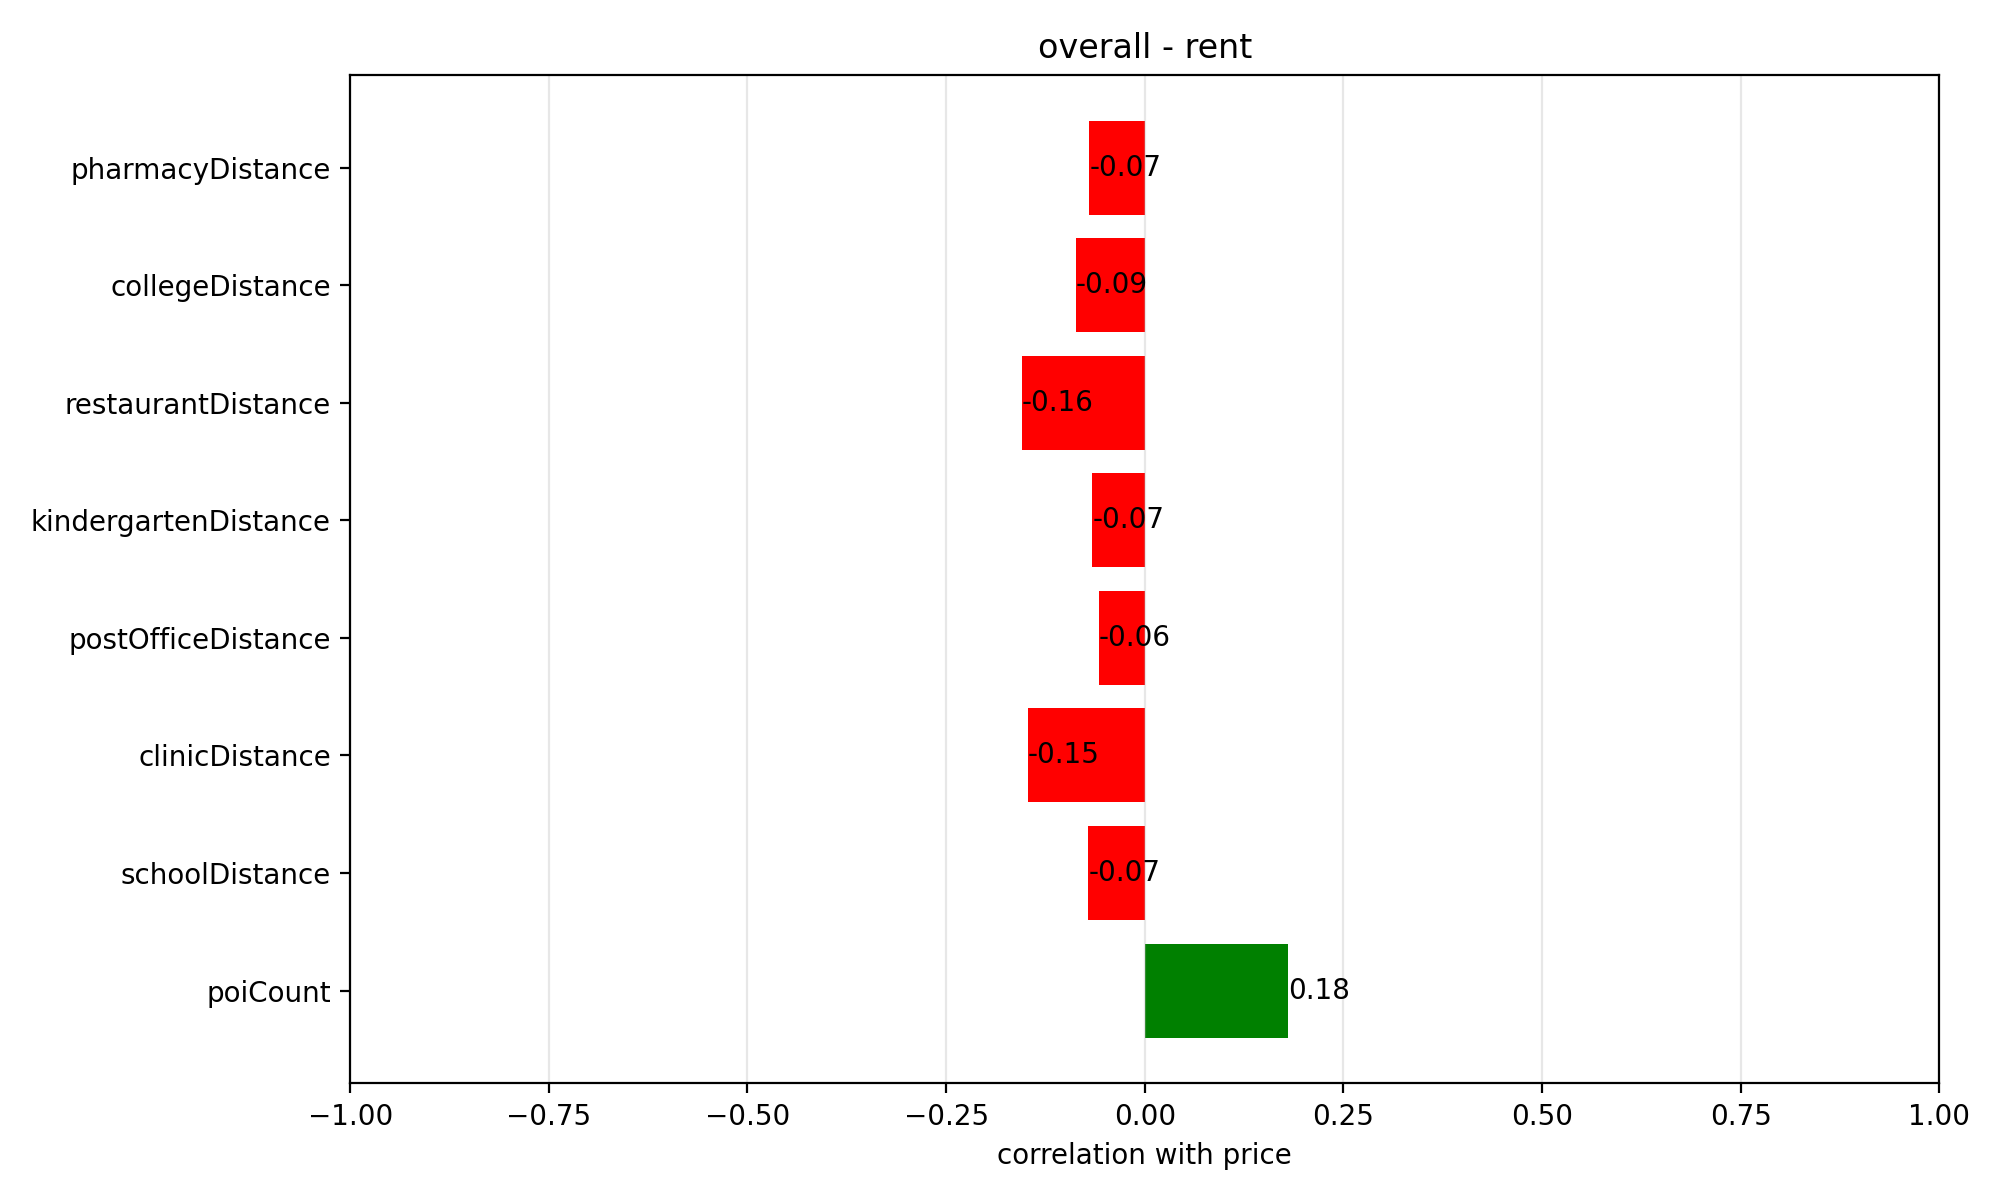 overall - rent
pharmacyDistance
-0.07
collegeDistance
-0.09
restaurantDistance
-0.16
kindergartenDistance
-0.07
postOfficeDistance
-0.06
clinicDistance
-0.15
schoolDistance
-0.07
poiCount
0.18
−1.00 −0.75 −0.50 −0.25 0.00 0.25 0.50 0.75 1.00
correlation with price